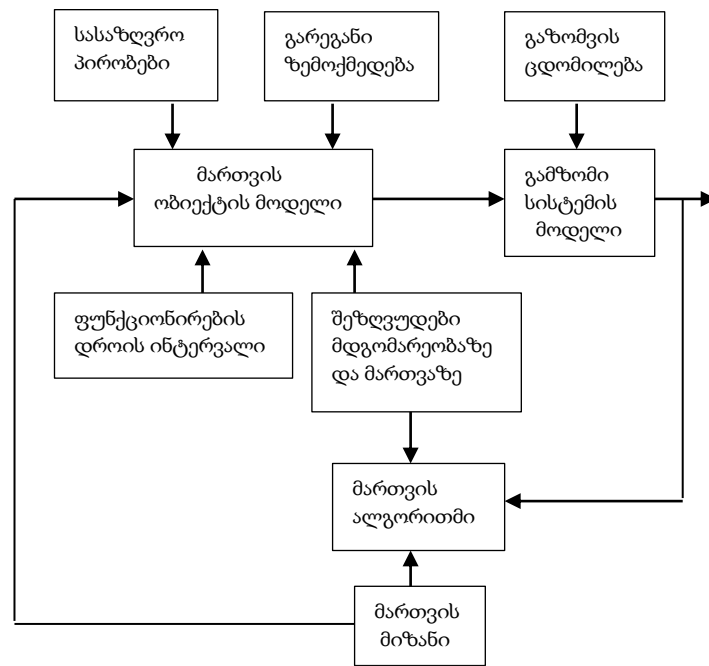 სასაზღვრო
პირობები
გარეგანი
ზემოქმედება
გაზომვის
ცდომილება
მართვის
ობიექტის მოდელი
გამზომი
სისტემის
მოდელი
ფუნქციონირების
დროის ინტერვალი
შეზღვუდები
მდგომარეობაზე
და მართვაზე
მართვის
ალგორითმი
მართვის
მიზანი